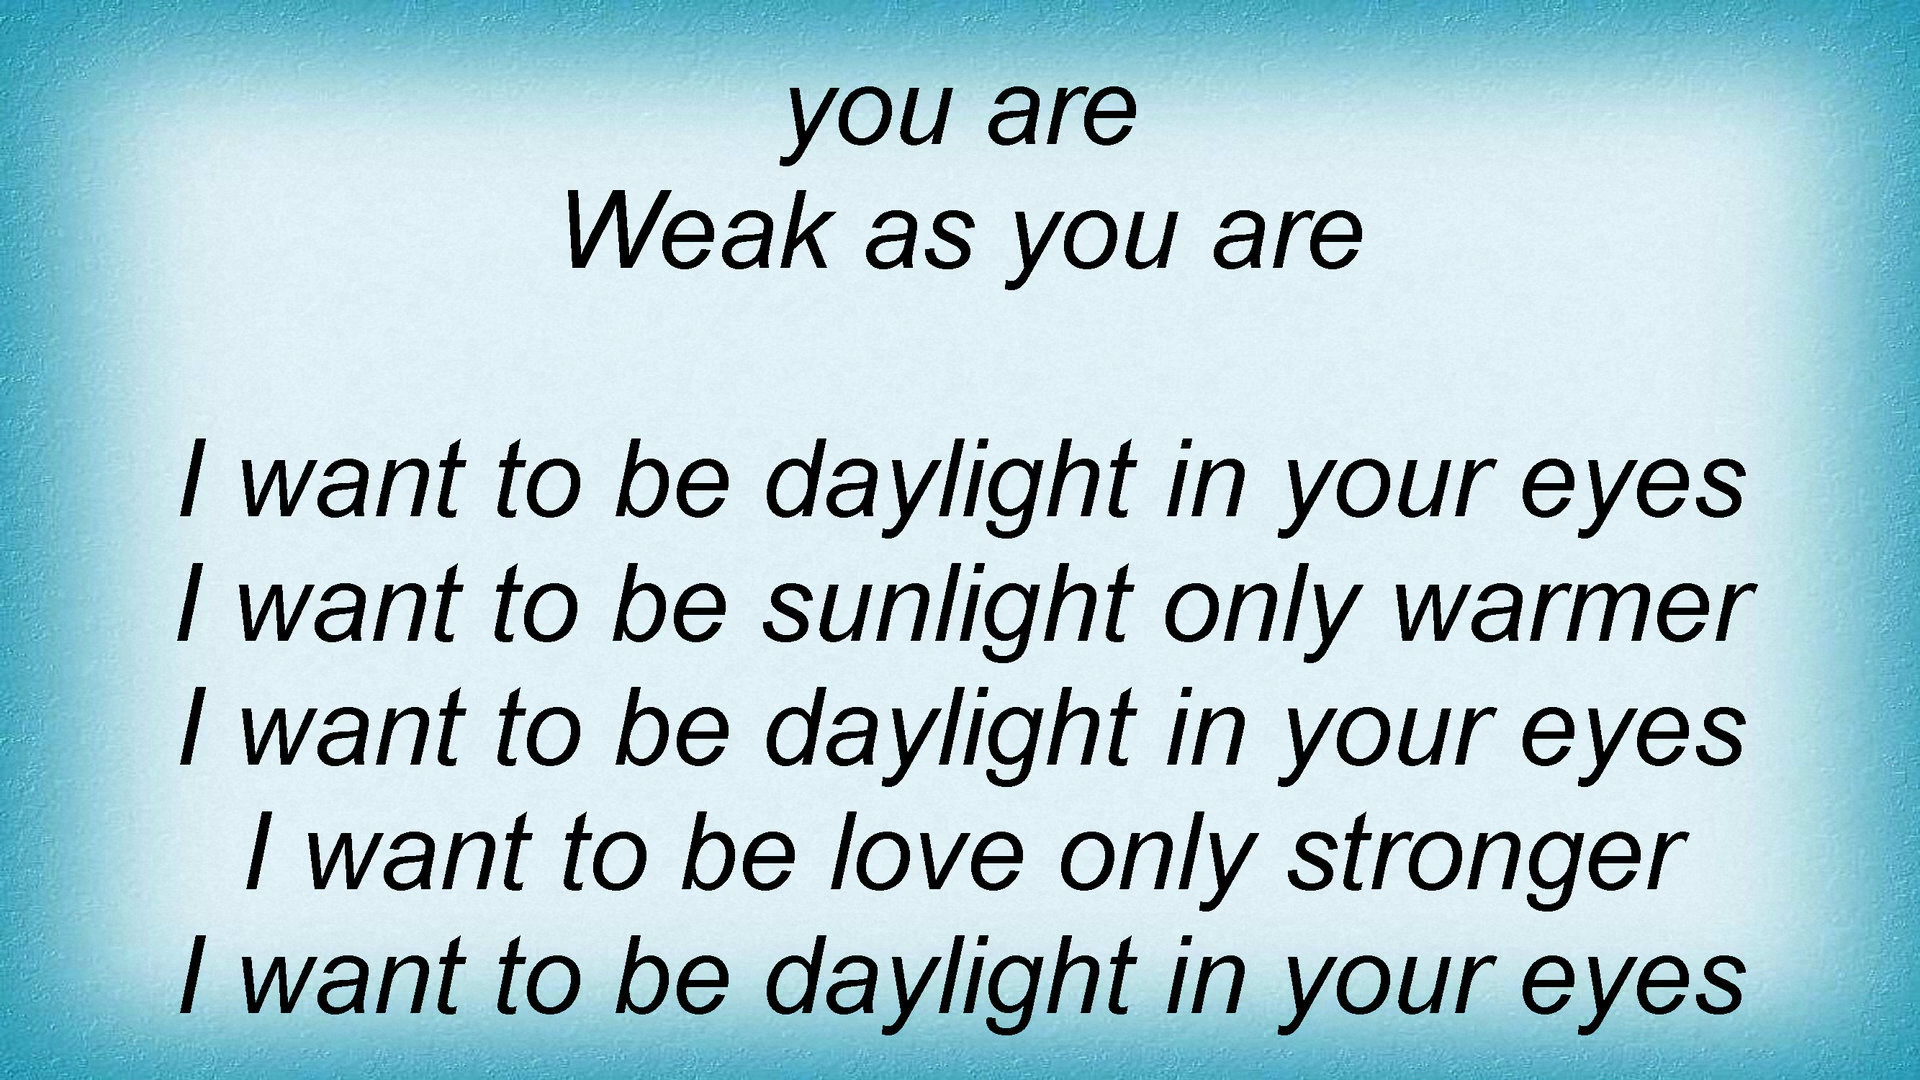 you are
Weak as you are
I want to be daylight in your eyes
I want to be sunlight only warmer
I want to be daylight in your eyes
I want to be love only stronger
I want to be daylight in your eyes